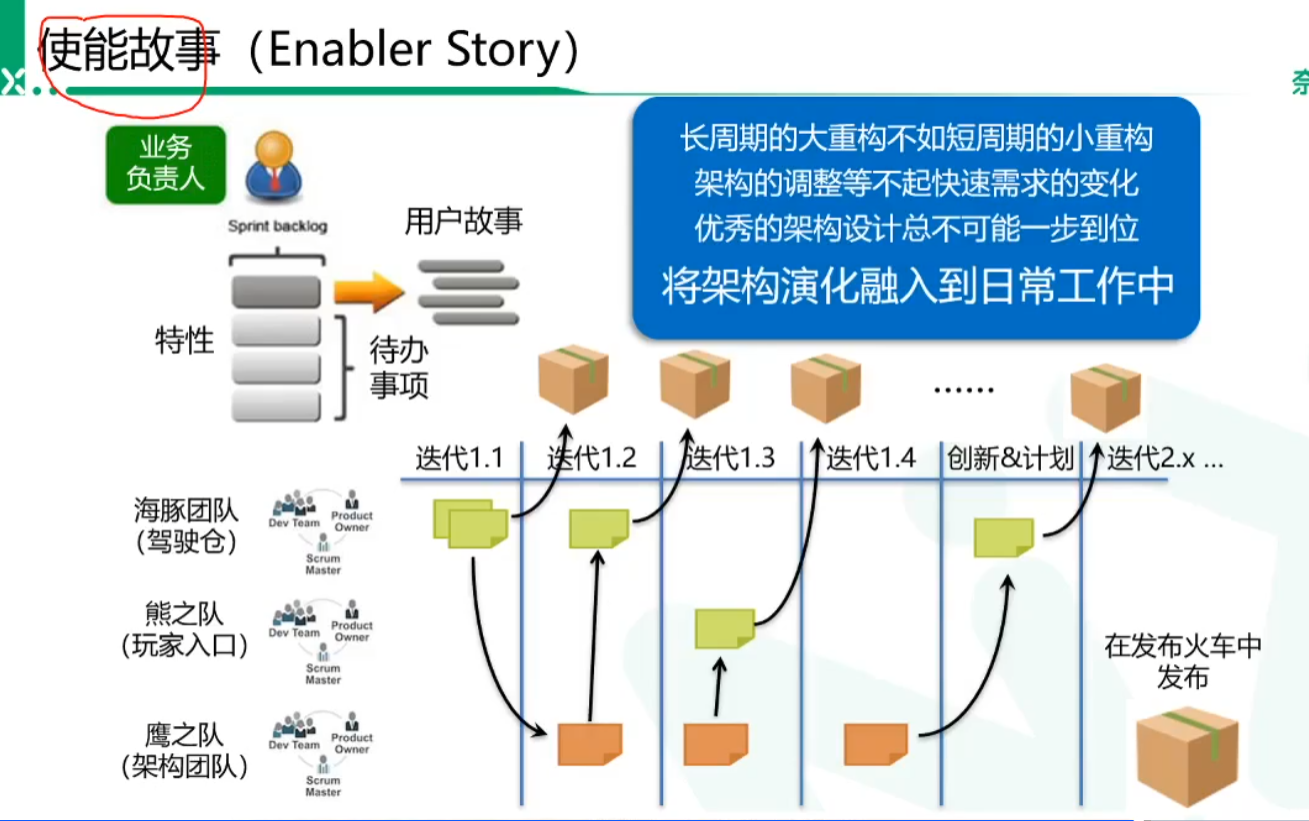 使能故事（Enabler Story）
奈
业务
负责人
Sprint backlog
用户故事
特性
待办
事项
长周期的大重构不如短周期的小重构
架构的调整等不起快速需求的变化
优秀的架构设计总不可能一步到位
将架构演化融入到日常工作中
......
迭代1.1
迭代1.2
迭代1.3
迭代1.4
创新&计划
迭代2.x ...
海豚团队
（驾驶仓）
Dev Team
Product
Owner
Scrum
Master
熊之队
（玩家入口）
Dev Team
Product
Owner
Scrum
Master
鹰之队
（架构团队）
Dev Team
Product
Owner
Scrum
Master
在发布火车中
发布